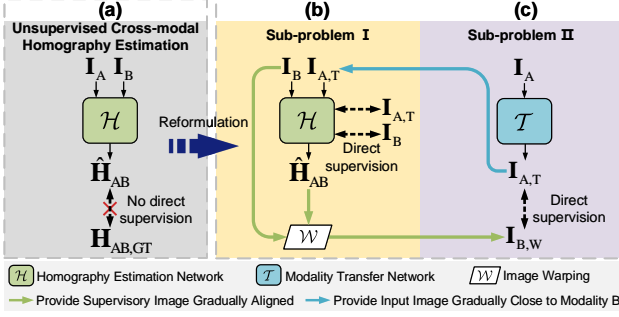 (a)
Unsupervised Cross-modal
Homography Estimation
I_A I_B
ℋ
Ĥ_AB
No direct
supervision
H_AB,GT
Reformulation
(b)
Sub-problem I
I_B I_A,T
ℋ
I_A,T
I_B
Direct
supervision
Ĥ_AB
𝒲
(c)
Sub-problem II
I_A
𝒯
I_A,T
Direct
supervision
I_B,W
ℋ Homography Estimation Network
𝒯 Modality Transfer Network
𝒲 Image Warping
Provide Supervisory Image Gradually Aligned
Provide Input Image Gradually Close to Modality B